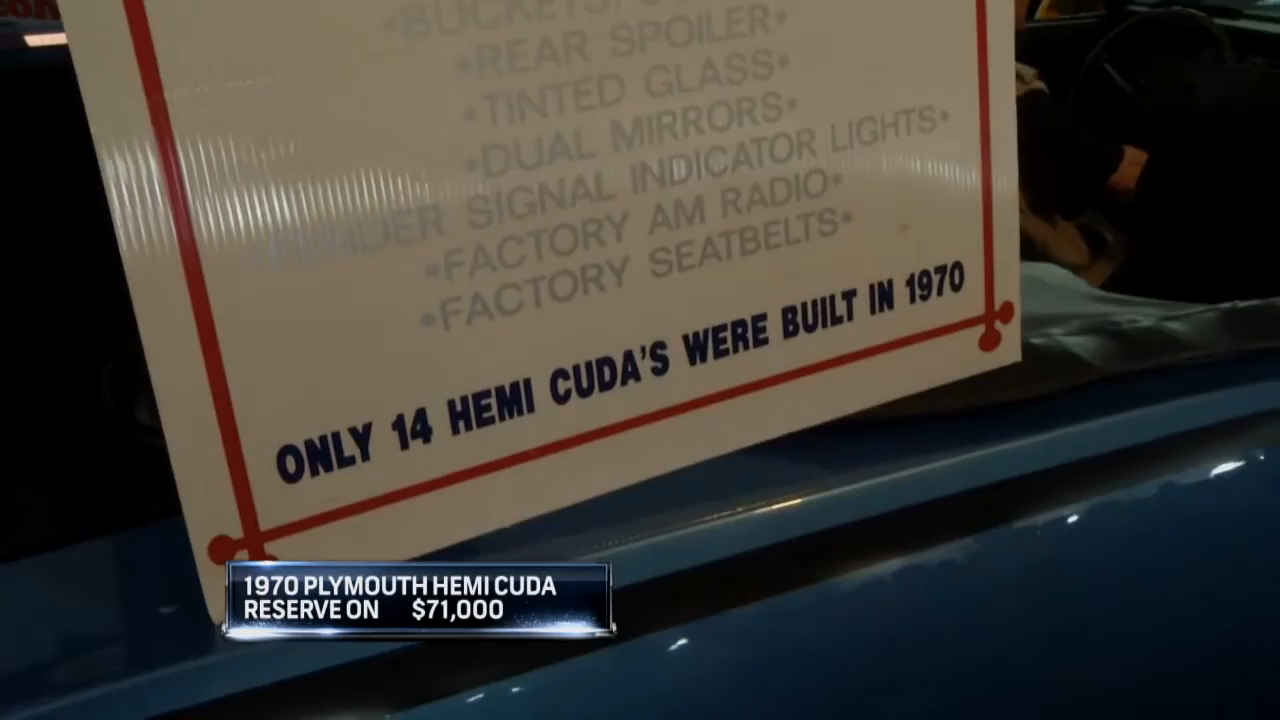 •BUCKETS/
•REAR SPOILER•
•TINTED GLASS•
•DUAL MIRRORS•
SIGNAL INDICATOR LIGHTS•
•FACTORY AM RADIO•
•FACTORY SEATBELTS•
ONLY 14 HEMI CUDA'S WERE BUILT IN 1970
1970 PLYMOUTH HEMI CUDA
RESERVE ON $71,000